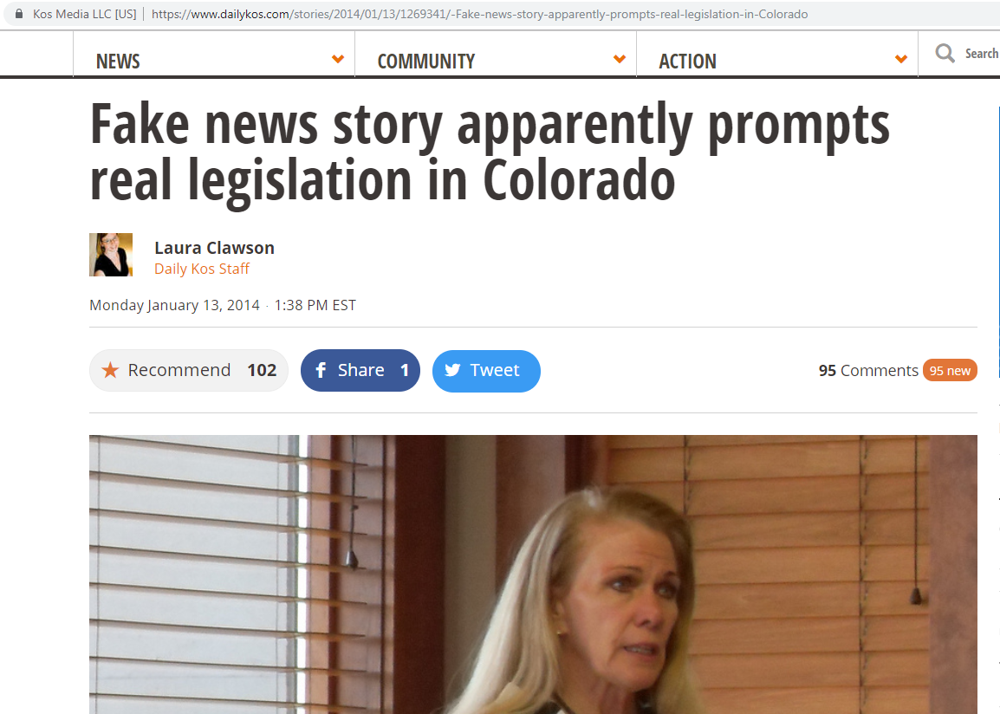 Kos Media LLC [US] | https://www.dailykos.com/stories/2014/01/13/1269341/-Fake-news-story-apparently-prompts-real-legislation-in-Colorado
NEWS COMMUNITY ACTION Search
Fake news story apparently prompts
real legislation in Colorado
Laura Clawson
Daily Kos Staff
Monday January 13, 2014 · 1:38 PM EST
Recommend 102 Share 1 Tweet 95 Comments 95 new